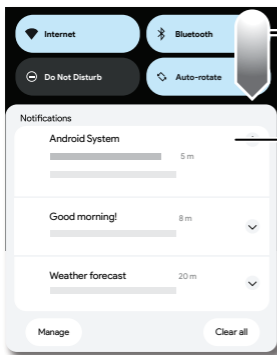 Internet
Bluetooth
Do Not Disturb
Auto-rotate
Notifications
Android System
5 m
Good morning!
8 m
Weather forecast
20 m
Manage
Clear all